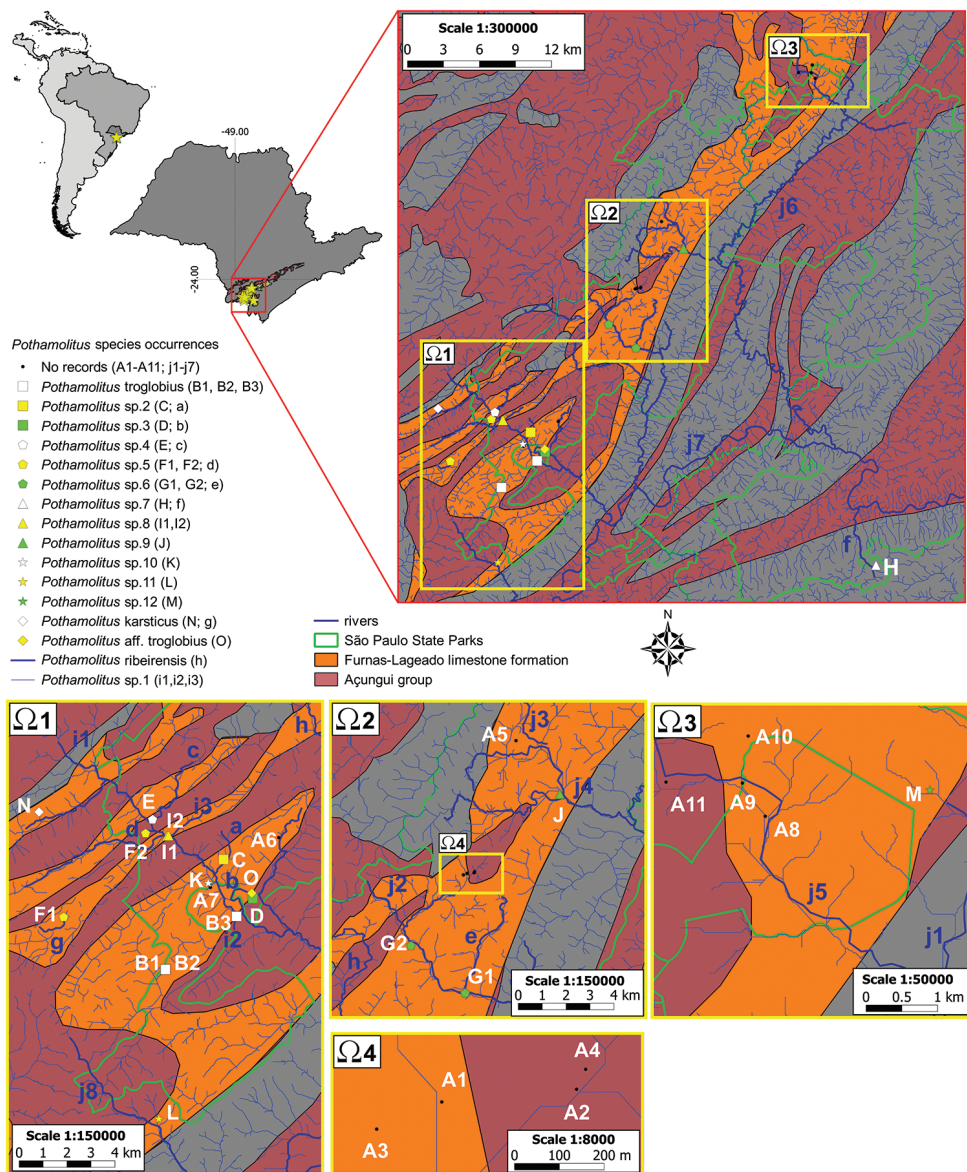 -49.00
-24.00
Scale 1:300000
0 3 6 9 12 km
Ω3
Ω2
Ω1
j6
j7
f
H
Pothamolitus species occurrences
No records (A1-A11; j1-j7)
Pothamolitus troglobius (B1, B2, B3)
Pothamolitus sp.2 (C; a)
Pothamolitus sp.3 (D; b)
Pothamolitus sp.4 (E; c)
Pothamolitus sp.5 (F1, F2; d)
Pothamolitus sp.6 (G1, G2; e)
Pothamolitus sp.7 (H; f)
Pothamolitus sp.8 (I1,I2)
Pothamolitus sp.9 (J)
Pothamolitus sp.10 (K)
Pothamolitus sp.11 (L)
Pothamolitus sp.12 (M)
Pothamolitus karsticus (N; g)
Pothamolitus aff. troglobius (O)
Pothamolitus ribeirensis (h)
Pothamolitus sp.1 (i1,i2,i3)
rivers
São Paulo State Parks
Furnas-Lageado limestone formation
Açungui group
N
Ω1
i1
h
c
N
E
i3
I2
d
a
F2
I1
A6
C
K
b
O
A7
F1
B3
D
g
i2
B1
B2
j8
L
Scale 1:150000
0 1 2 3 4 km
Ω2
A5
j3
j4
J
Ω4
j2
e
G2
h
G1
Scale 1:150000
0 1 2 3 4 km
Ω3
A10
A11
A9
M
A8
j5
j1
Scale 1:50000
0 0.5 1 km
Ω4
A4
A1
A2
A3
Scale 1:8000
0 100 200 m